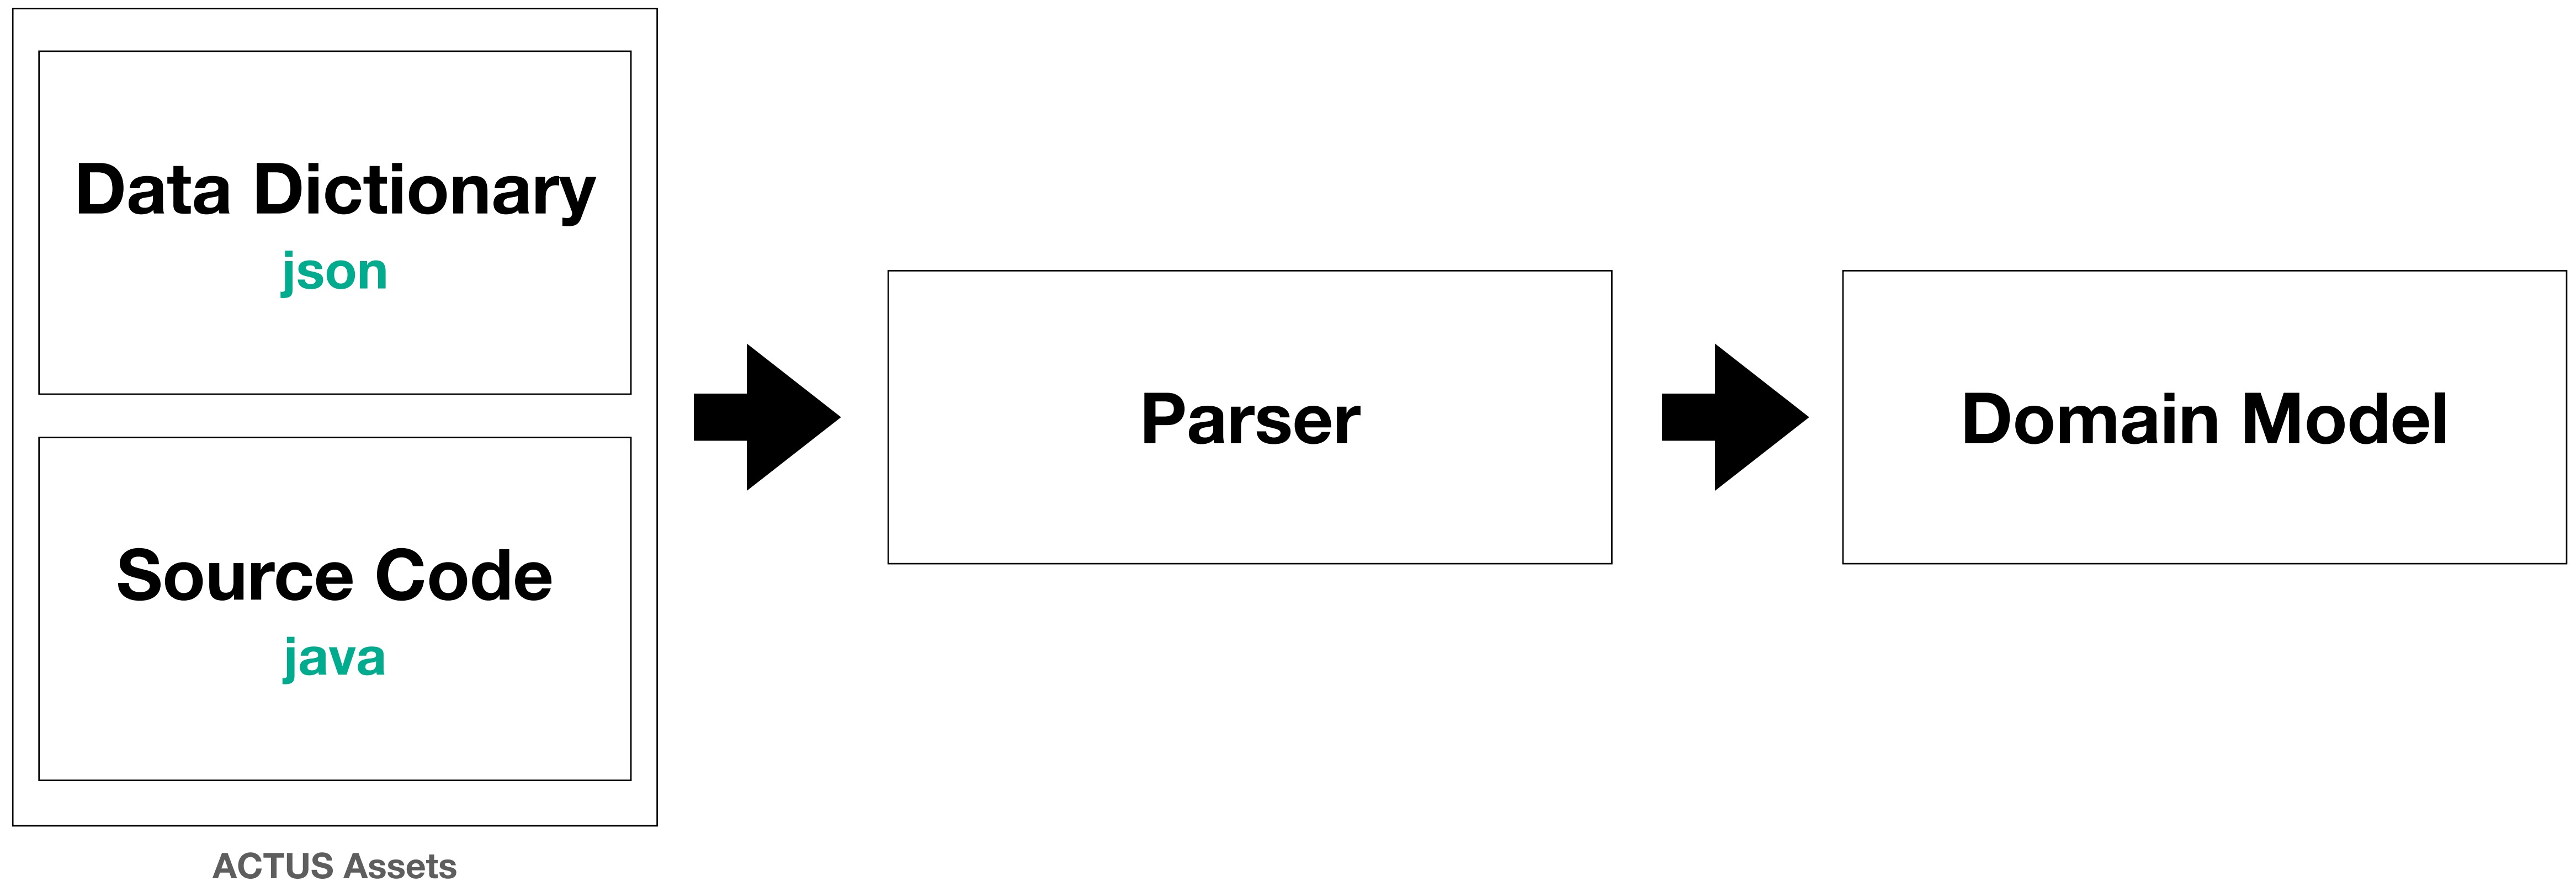 Data Dictionary
json
Source Code
java
ACTUS Assets
Parser
Domain Model